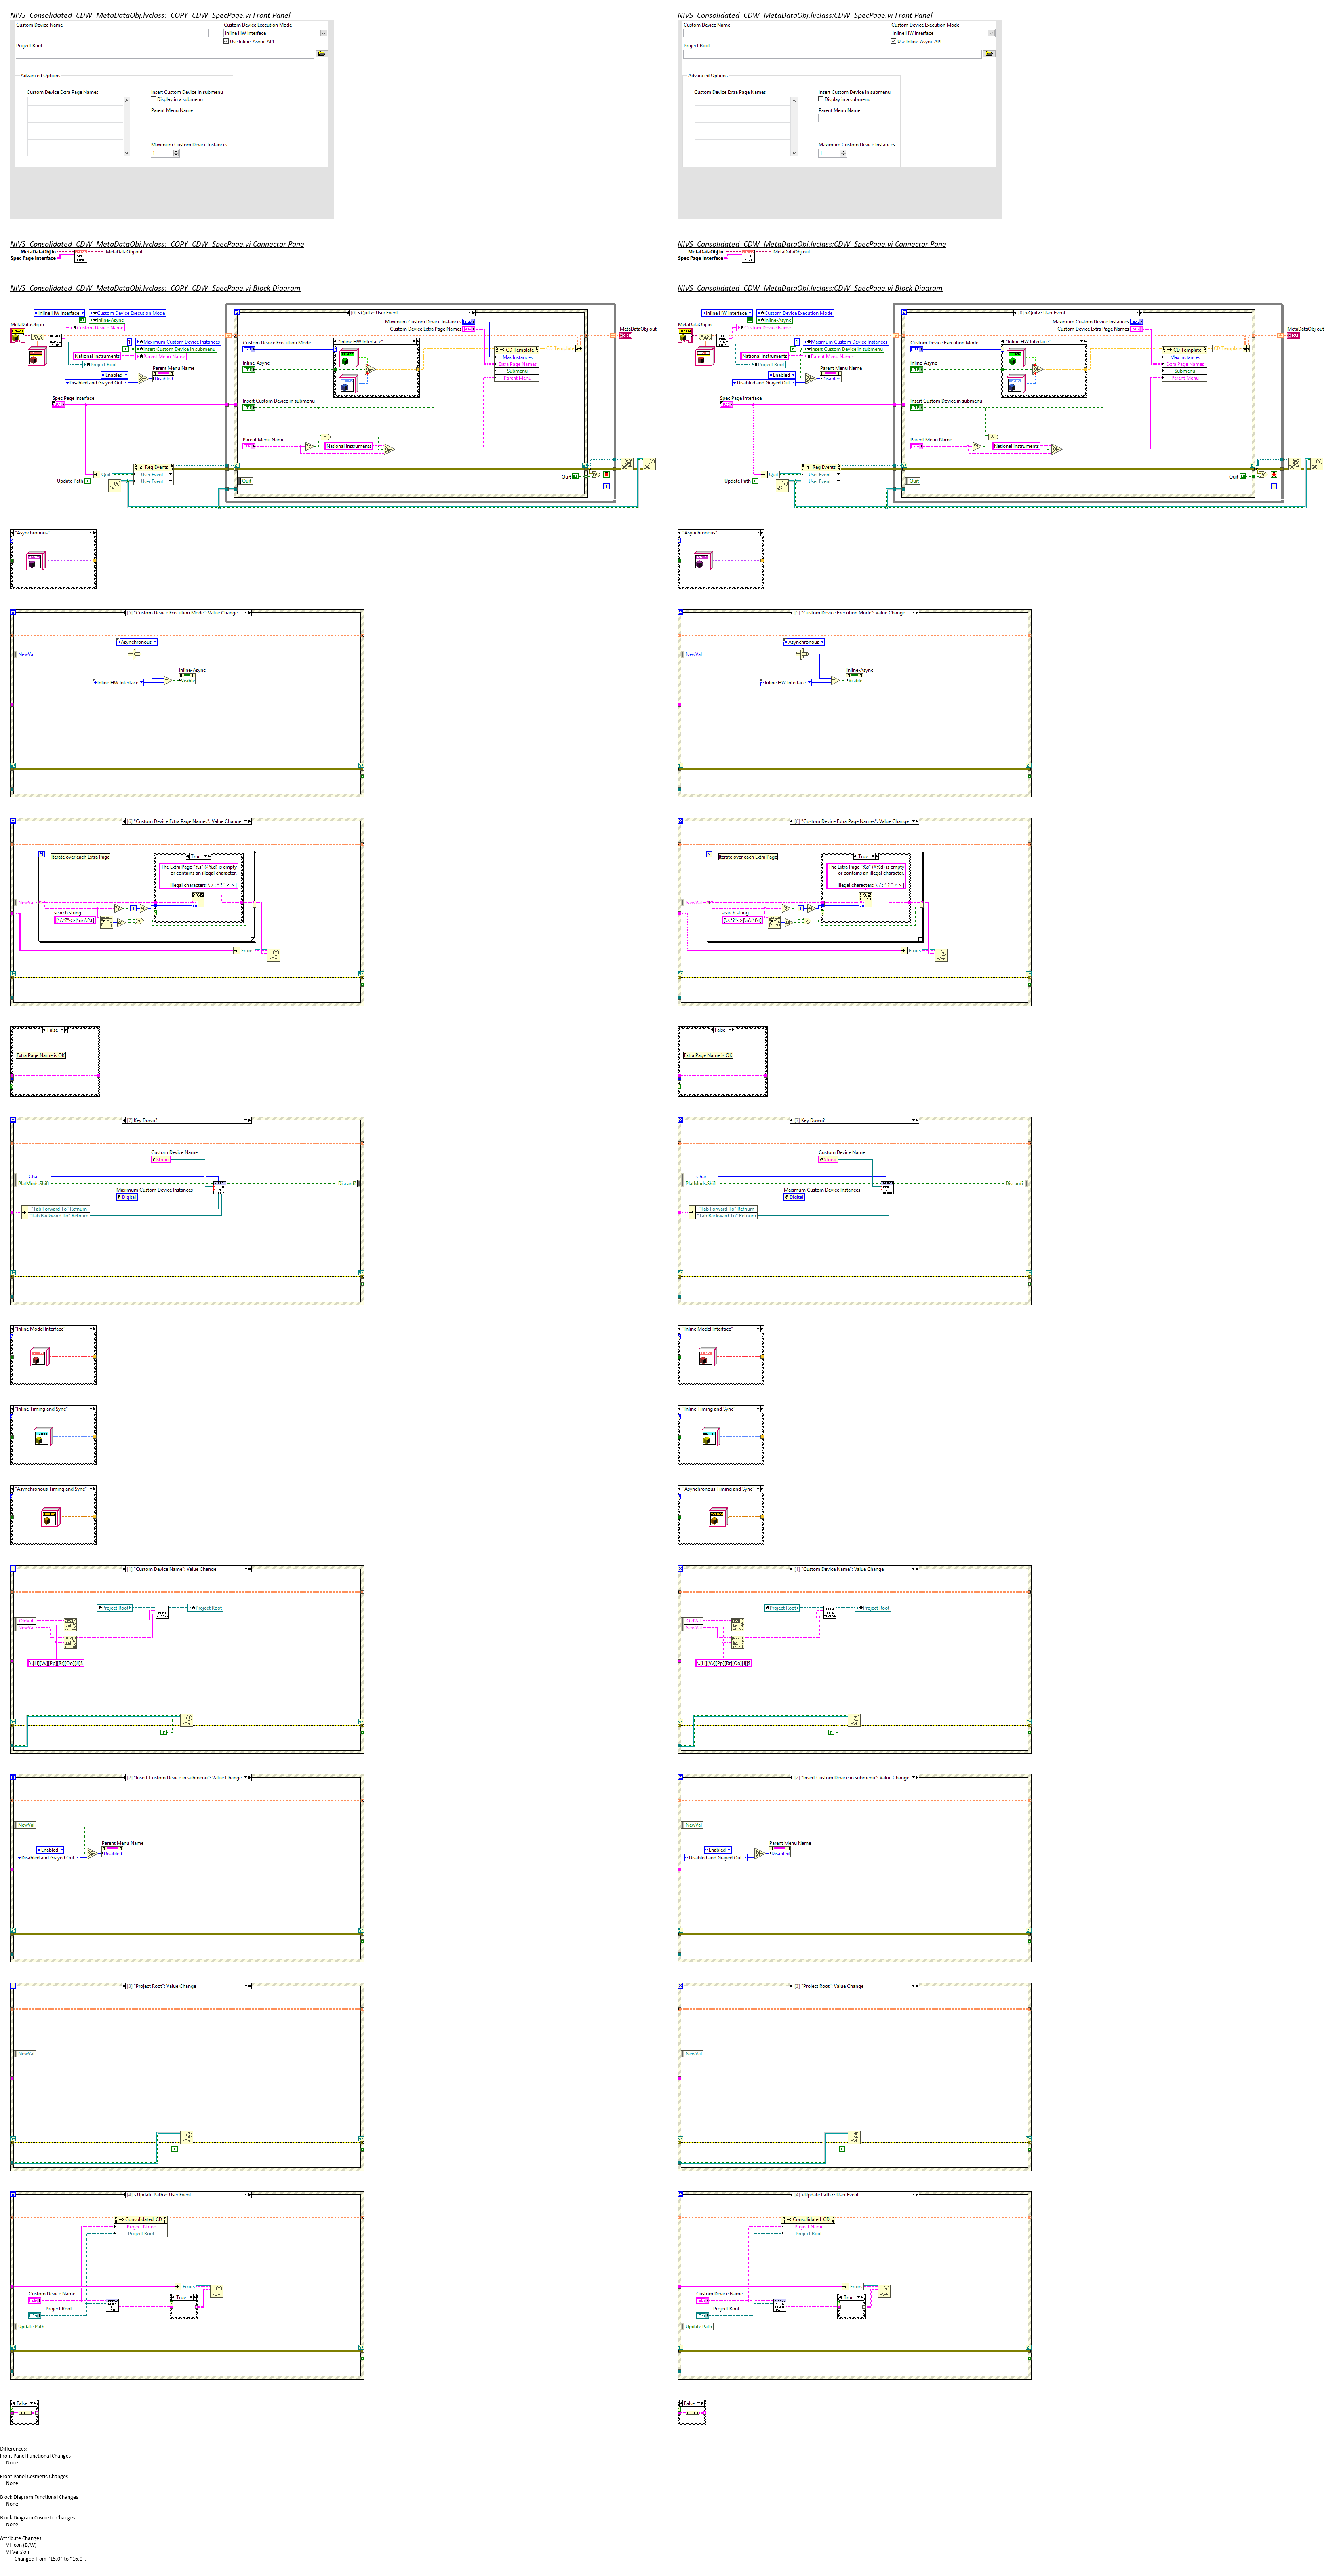 NIVS_Consolidated_CDW_MetaDataObj.lvclass:_COPY_CDW_SpecPage.vi Front Panel
Custom Device Name
Custom Device Execution Mode
Inline HW Interface
Use Inline-Async API
Project Root
Advanced Options
Custom Device Extra Page Names
Insert Custom Device in submenu
Display in a submenu
Parent Menu Name
Maximum Custom Device Instances
1
NIVS_Consolidated_CDW_MetaDataObj.lvclass:CDW_SpecPage.vi Front Panel
Custom Device Name
Custom Device Execution Mode
Inline HW Interface
Use Inline-Async API
Project Root
Advanced Options
Custom Device Extra Page Names
Insert Custom Device in submenu
Display in a submenu
Parent Menu Name
Maximum Custom Device Instances
1
NIVS_Consolidated_CDW_MetaDataObj.lvclass:_COPY_CDW_SpecPage.vi Connector Pane
MetaDataObj in
MetaDataObj out
Spec Page Interface
SPEC
PAGE
NIVS_Consolidated_CDW_MetaDataObj.lvclass:CDW_SpecPage.vi Connector Pane
MetaDataObj in
MetaDataObj out
Spec Page Interface
SPEC
PAGE
NIVS_Consolidated_CDW_MetaDataObj.lvclass:_COPY_CDW_SpecPage.vi Block Diagram
Inline HW Interface
Custom Device Execution Mode
Inline-Async
Custom Device Name
MetaDataObj in
Maximum Custom Device Instances
Insert Custom Device in submenu
National Instruments
Parent Menu Name
Project Root
Enabled
Disabled and Grayed Out
Parent Menu Name
Disabled
Spec Page Interface
Quit
Update Path
Reg Events
User Event
User Event
[0] <Quit>: User Event
Maximum Custom Device Instances
Custom Device Extra Page Names
Custom Device Execution Mode
"Inline HW Interface"
Inline-Async
CD Template
CD Template
Max Instances
Extra Page Names
Submenu
Parent Menu
Insert Custom Device in submenu
Parent Menu Name
National Instruments
Quit
Quit
MetaDataObj out
NIVS_Consolidated_CDW_MetaDataObj.lvclass:CDW_SpecPage.vi Block Diagram
Inline HW Interface
Custom Device Execution Mode
Inline-Async
Custom Device Name
MetaDataObj in
Maximum Custom Device Instances
Insert Custom Device in submenu
National Instruments
Parent Menu Name
Project Root
Enabled
Disabled and Grayed Out
Parent Menu Name
Disabled
Spec Page Interface
Quit
Update Path
Reg Events
User Event
User Event
[0] <Quit>: User Event
Maximum Custom Device Instances
Custom Device Extra Page Names
Custom Device Execution Mode
"Inline HW Interface"
Inline-Async
CD Template
CD Template
Max Instances
Extra Page Names
Submenu
Parent Menu
Insert Custom Device in submenu
Parent Menu Name
National Instruments
Quit
Quit
MetaDataObj out
"Asynchronous"
"Asynchronous"
"Custom Device Execution Mode": Value Change
Asynchronous
NewVal
Inline HW Interface
Inline-Async
Visible
"Custom Device Execution Mode": Value Change
Asynchronous
NewVal
Inline HW Interface
Inline-Async
Visible
"Custom Device Extra Page Names": Value Change
Iterate over each Extra Page
True
The Extra Page "%s" (#%d) is empty
or contains an illegal character.
Illegal characters: \ / : * ? " < > |
NewVal
search string
Errors
"Custom Device Extra Page Names": Value Change
Iterate over each Extra Page
True
The Extra Page "%s" (#%d) is empty
or contains an illegal character.
Illegal characters: \ / : * ? " < > |
NewVal
search string
Errors
False
Extra Page Name is OK
False
Extra Page Name is OK
Key Down?
Custom Device Name
String
Char
PlatMods.Shift
Discard?
Maximum Custom Device Instances
Digital
"Tab Forward To" Refnum
"Tab Backward To" Refnum
Key Down?
Custom Device Name
String
Char
PlatMods.Shift
Discard?
Maximum Custom Device Instances
Digital
"Tab Forward To" Refnum
"Tab Backward To" Refnum
"Inline Model Interface"
"Inline Model Interface"
"Inline Timing and Sync"
"Inline Timing and Sync"
"Asynchronous Timing and Sync"
"Asynchronous Timing and Sync"
[1] "Custom Device Name": Value Change
Project Root
Project Root
OldVal
NewVal
[1] "Custom Device Name": Value Change
Project Root
Project Root
OldVal
NewVal
[2] "Insert Custom Device in submenu": Value Change
NewVal
Enabled
Disabled and Grayed Out
Parent Menu Name
Disabled
[2] "Insert Custom Device in submenu": Value Change
NewVal
Enabled
Disabled and Grayed Out
Parent Menu Name
Disabled
[3] "Project Root": Value Change
NewVal
[3] "Project Root": Value Change
NewVal
[4] <Update Path>: User Event
Consolidated_CD
Project Name
Project Root
Errors
Custom Device Name
True
Project Root
Update Path
[4] <Update Path>: User Event
Consolidated_CD
Project Name
Project Root
Errors
Custom Device Name
True
Project Root
Update Path
False
False
Differences:
Front Panel Functional Changes
None
Front Panel Cosmetic Changes
None
Block Diagram Functional Changes
None
Block Diagram Cosmetic Changes
None
Attribute Changes
VI Icon (B/W)
VI Version
Changed from "15.0" to "16.0".